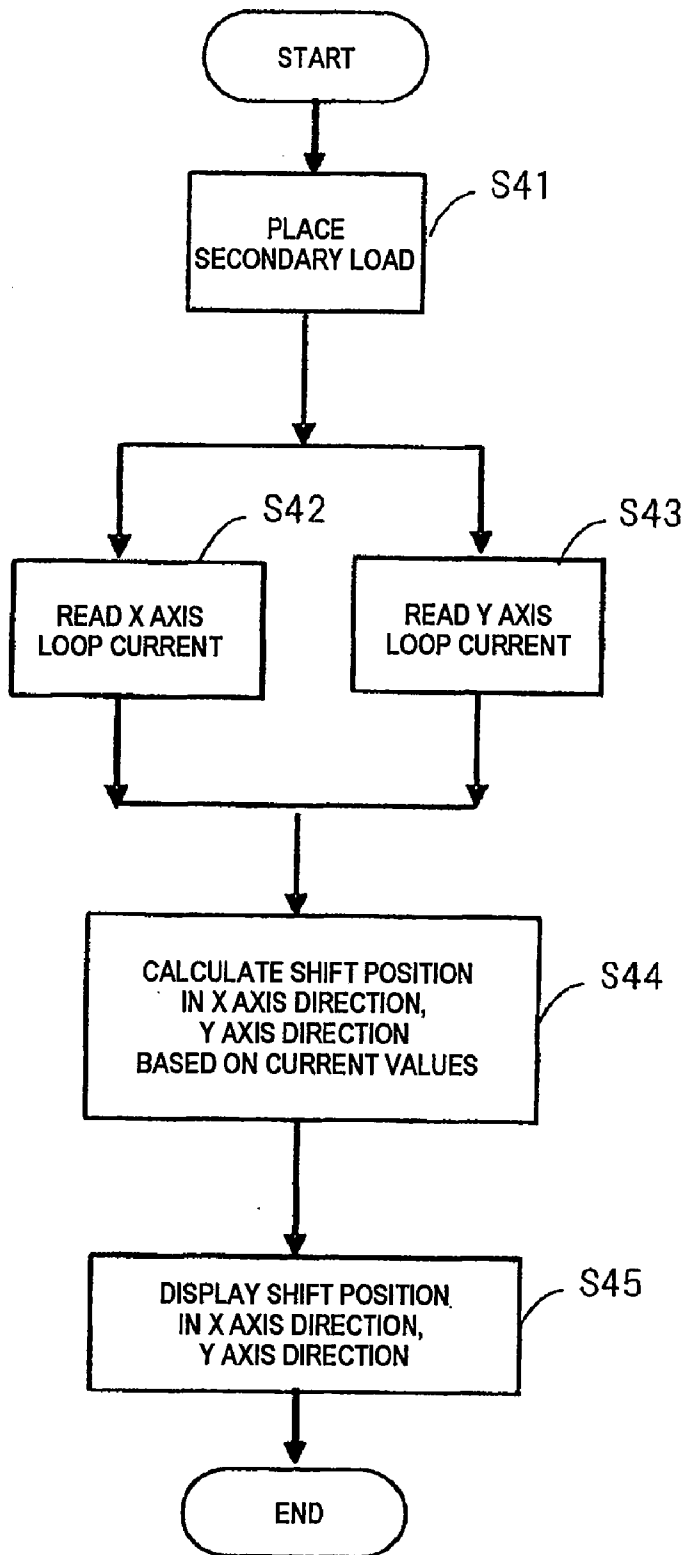 START
S41
PLACE
SECONDARY LOAD
S42
S43
READ X AXIS
LOOP CURRENT
READ Y AXIS
LOOP CURRENT
CALCULATE SHIFT POSITION
IN X AXIS DIRECTION,
Y AXIS DIRECTION
BASED ON CURRENT VALUES
S44
DISPLAY SHIFT POSITION
IN X AXIS DIRECTION,
Y AXIS DIRECTION
S45
END